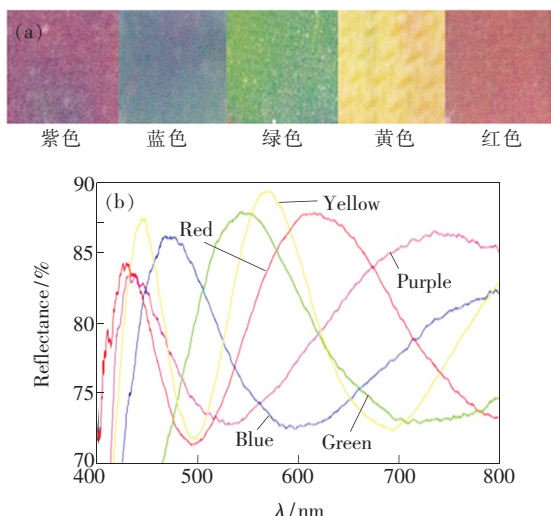 (a)
紫色 蓝色 绿色 黄色 红色
(b)
90
85
80
75
70
Reflectance/%
Yellow
Red
Purple
Blue
Green
400 500 600 700 800
λ/nm